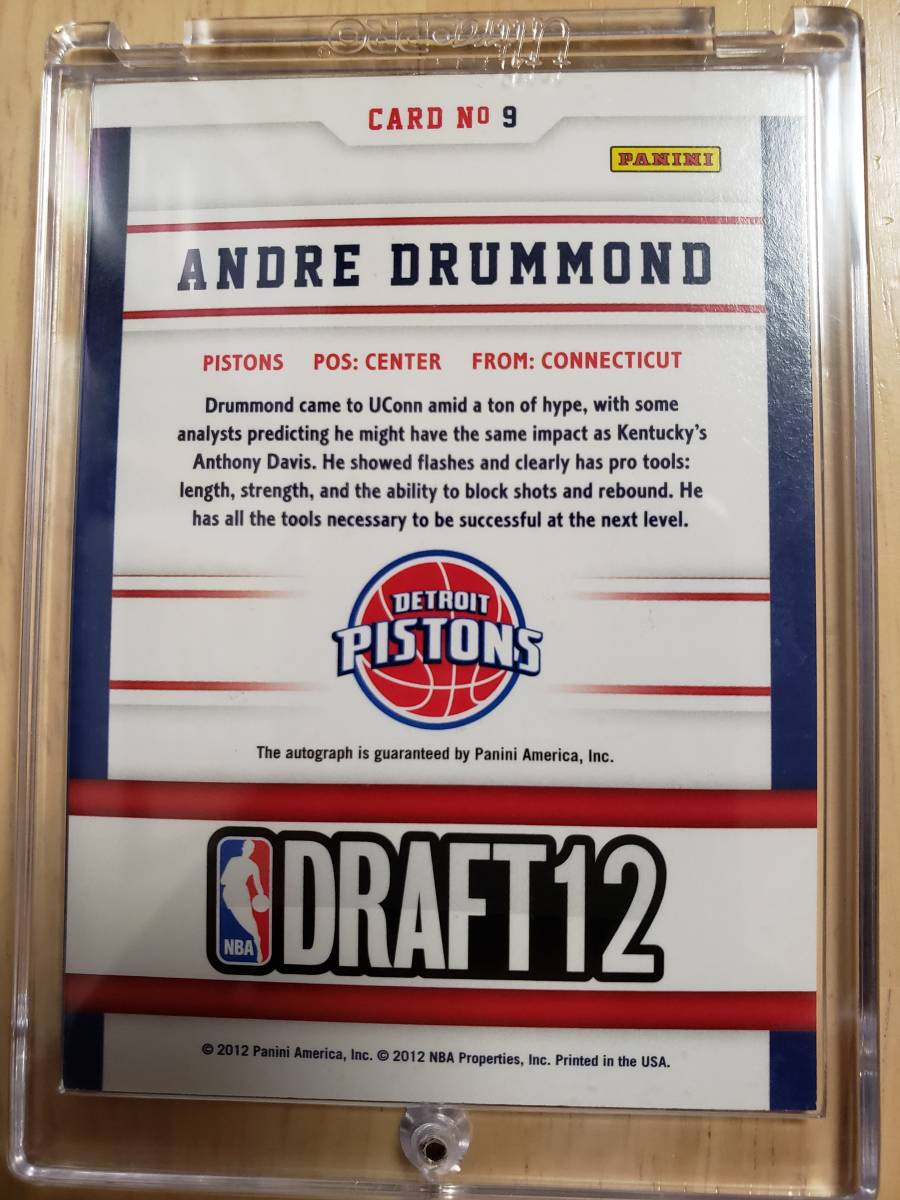 Ultra·PRO®
CARD Nº 9
PANINI
ANDRE DRUMMOND
PISTONS POS: CENTER FROM: CONNECTICUT
Drummond came to UConn amid a ton of hype, with some
analysts predicting he might have the same impact as Kentucky's
Anthony Davis. He showed flashes and clearly has pro tools:
length, strength, and the ability to block shots and rebound. He
has all the tools necessary to be successful at the next level.
DETROIT
PISTONS
The autograph is guaranteed by Panini America, Inc.
NBA DRAFT12
© 2012 Panini America, Inc. © 2012 NBA Properties, Inc. Printed in the USA.